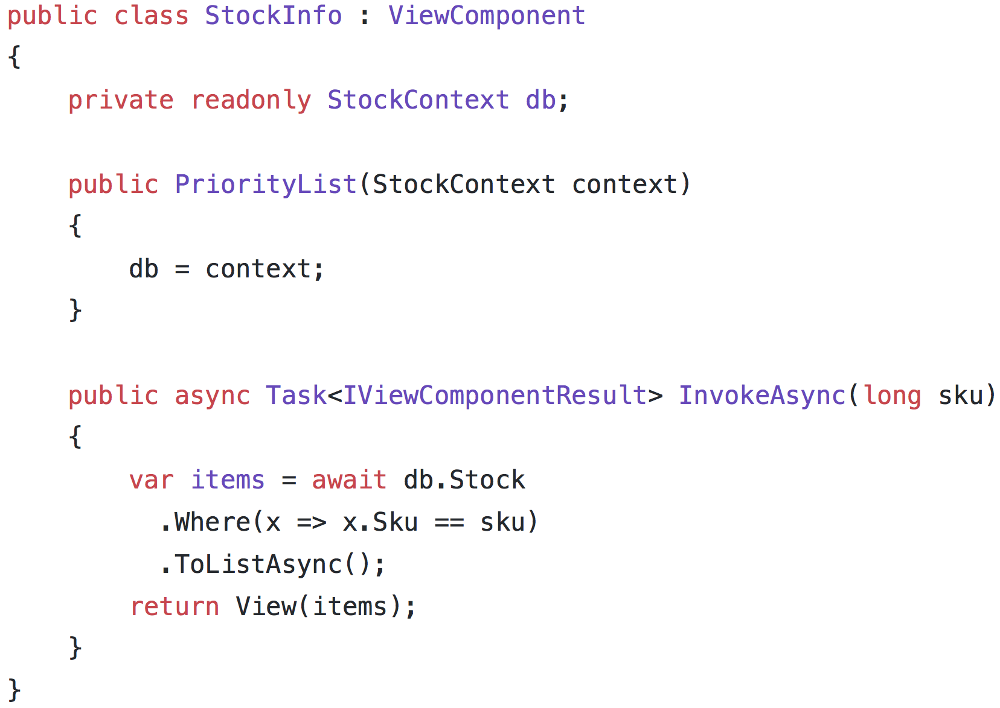 public class StockInfo : ViewComponent
{
    private readonly StockContext db;

    public PriorityList(StockContext context)
    {
        db = context;
    }

    public async Task<IViewComponentResult> InvokeAsync(long sku)
    {
        var items = await db.Stock
          .Where(x => x.Sku == sku)
          .ToListAsync();
        return View(items);
    }
}